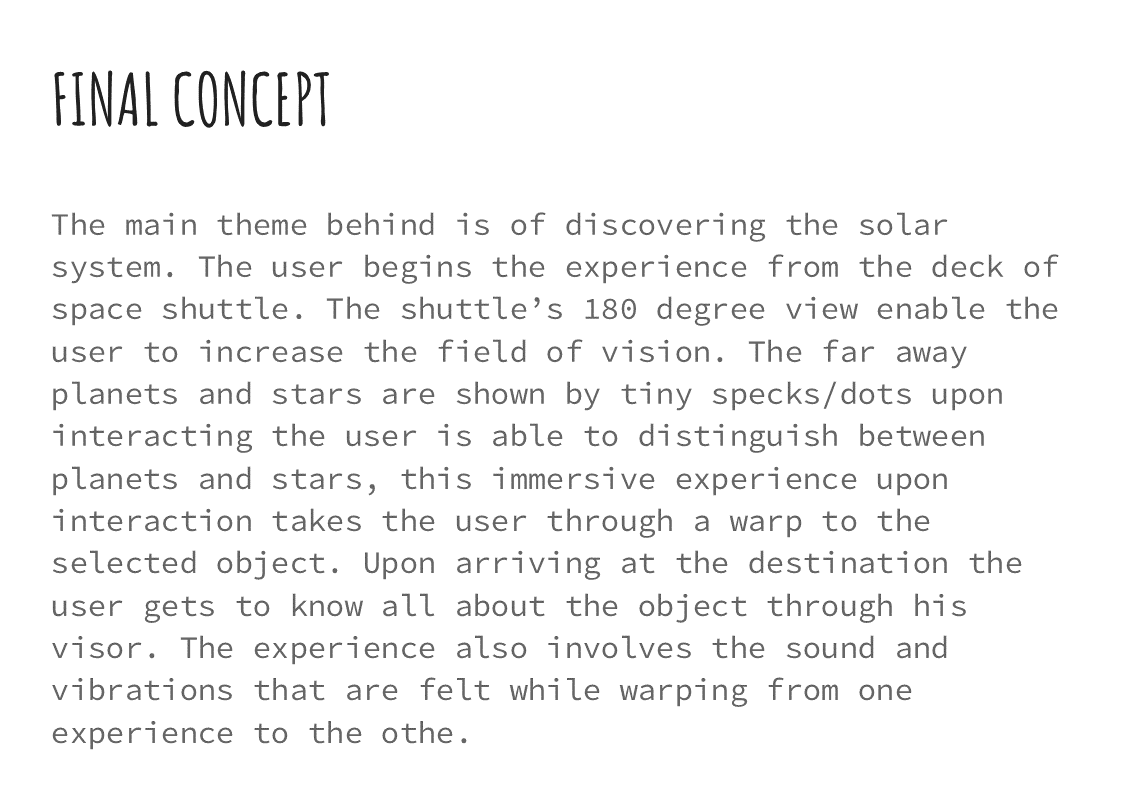 FINAL CONCEPT
The main theme behind is of discovering the solar
system. The user begins the experience from the deck of
space shuttle. The shuttle’s 180 degree view enable the
user to increase the field of vision. The far away
planets and stars are shown by tiny specks/dots upon
interacting the user is able to distinguish between
planets and stars, this immersive experience upon
interaction takes the user through a warp to the
selected object. Upon arriving at the destination the
user gets to know all about the object through his
visor. The experience also involves the sound and
vibrations that are felt while warping from one
experience to the othe.